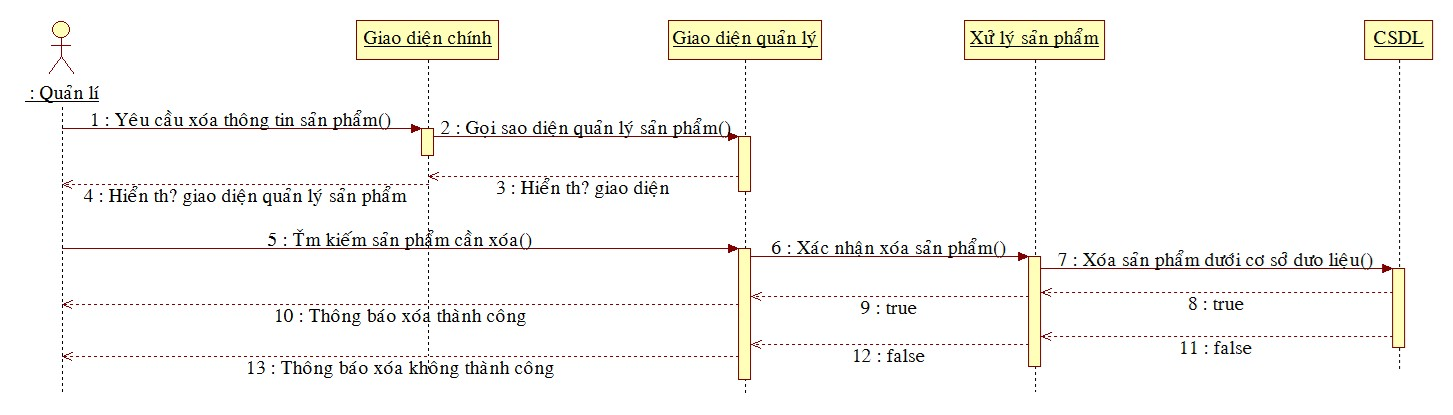 Giao diện chính
Giao diện quản lý
Xử lý sản phẩm
CSDL
: Quản lí
1 : Yêu cầu xóa thông tin sản phẩm()
2 : Gọi sao diện quản lý sản phẩm()
3 : Hiển th? giao diện
4 : Hiển th? giao diện quản lý sản phẩm
5 : Ťm kiếm sản phẩm cần xóa()
6 : Xác nhận xóa sản phẩm()
7 : Xóa sản phẩm dưới cơ sở dưo liệu()
8 : true
9 : true
10 : Thông báo xóa thành công
11 : false
12 : false
13 : Thông báo xóa không thành công